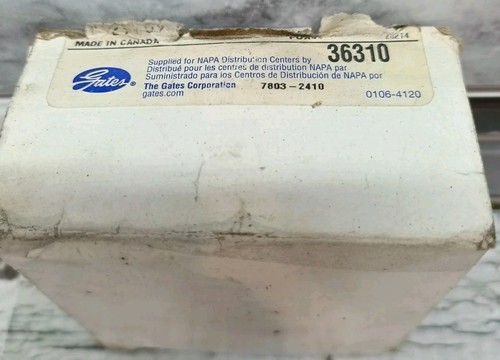 MADE IN CANADA
36310
Supplied for NAPA Distribution Centers by
Distribué pour les centres de distribution NAPA par
Suministrado para los Centros de Distribución de NAPA por
Gates®
The Gates Corporation 7803-2410
gates.com 0106-4120